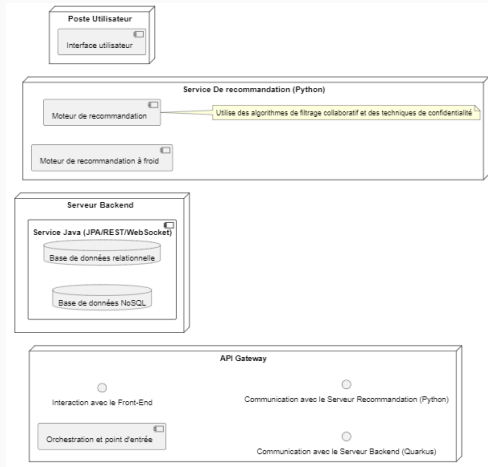 Poste Utilisateur
Interface utilisateur
Service De recommandation (Python)
Moteur de recommandation
Utilise des algorithmes de filtrage collaboratif et des techniques de confidentialité
Moteur de recommandation à froid
Serveur Backend
Service Java (JPA/REST/WebSocket)
Base de données relationnelle
Base de données NoSQL
API Gateway
Interaction avec le Front-End
Communication avec le Serveur Recommandation (Python)
Orchestration et point d'entrée
Communication avec le Serveur Backend (Quarkus)